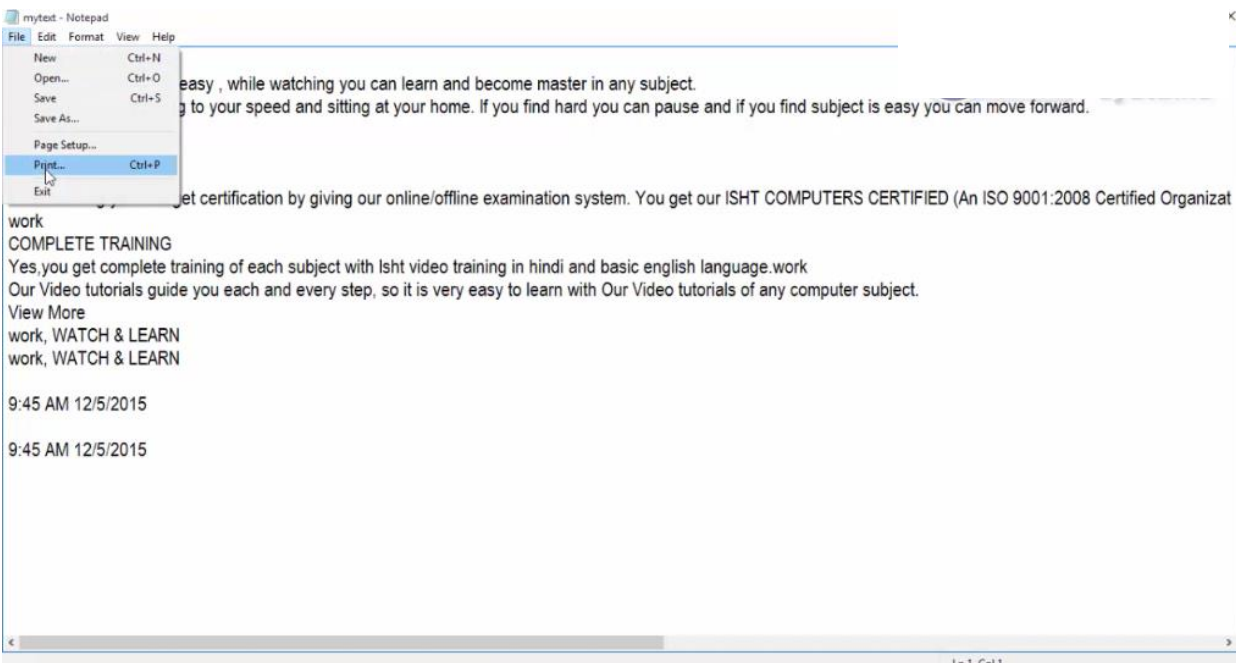 mytext - Notepad
File Edit Format View Help
New Ctrl+N
Open... Ctrl+O
Save Ctrl+S
Save As...
Page Setup...
Print... Ctrl+P
Exit
easy , while watching you can learn and become master in any subject.
to your speed and sitting at your home. If you find hard you can pause and if you find subject is easy you can move forward.
get certification by giving our online/offline examination system. You get our ISHT COMPUTERS CERTIFIED (An ISO 9001:2008 Certified Organizat
work
COMPLETE TRAINING
Yes,you get complete training of each subject with Isht video training in hindi and basic english language.work
Our Video tutorials guide you each and every step, so it is very easy to learn with Our Video tutorials of any computer subject.
View More
work, WATCH & LEARN
work, WATCH & LEARN
9:45 AM 12/5/2015
9:45 AM 12/5/2015